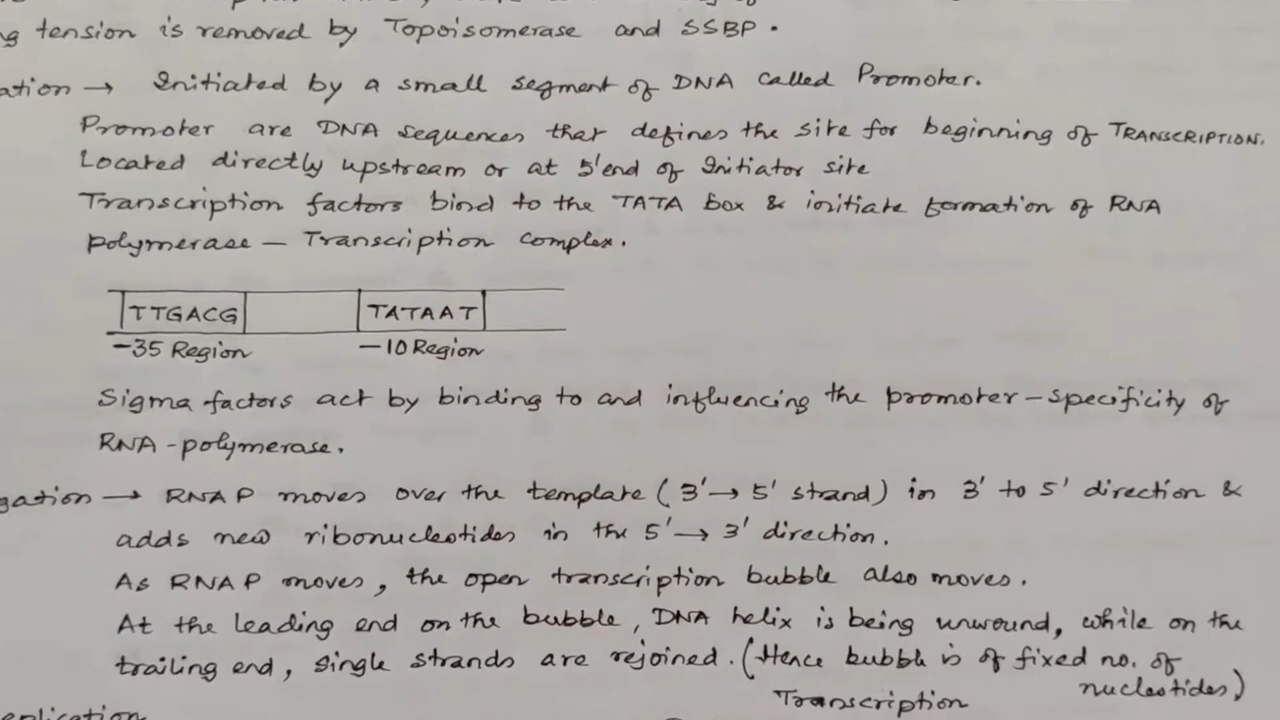 g tension is removed by Topoisomerase and SSBP.
ation → Initiated by a small segment of DNA called Promoter.
Promoter are DNA sequences that defines the site for beginning of TRANSCRIPTION.
Located directly upstream or at 5' end of Initiator site
Transcription factors bind to the TATA box & initiate formation of RNA
polymerase – Transcription complex.
TTGACG TATAAT
-35 Region -10 Region
Sigma factors act by binding to and influencing the promoter-specificity of
RNA-polymerase.
gation → RNAP moves over the template (3' → 5' strand) in 3' to 5' direction &
adds new ribonucleotides in the 5' → 3' direction.
As RNAP moves, the open transcription bubble also moves.
At the leading end on the bubble, DNA helix is being unwound, while on the
trailing end, single strands are rejoined. (Hence bubble is of fixed no. of
nucleotides)
Transcription
eplication